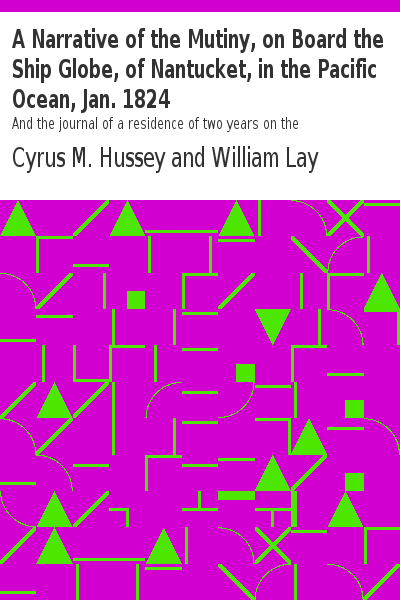 A Narrative of the Mutiny, on Board the
Ship Globe, of Nantucket, in the Pacific
Ocean, Jan. 1824
And the journal of a residence of two years on the
Cyrus M. Hussey and William Lay